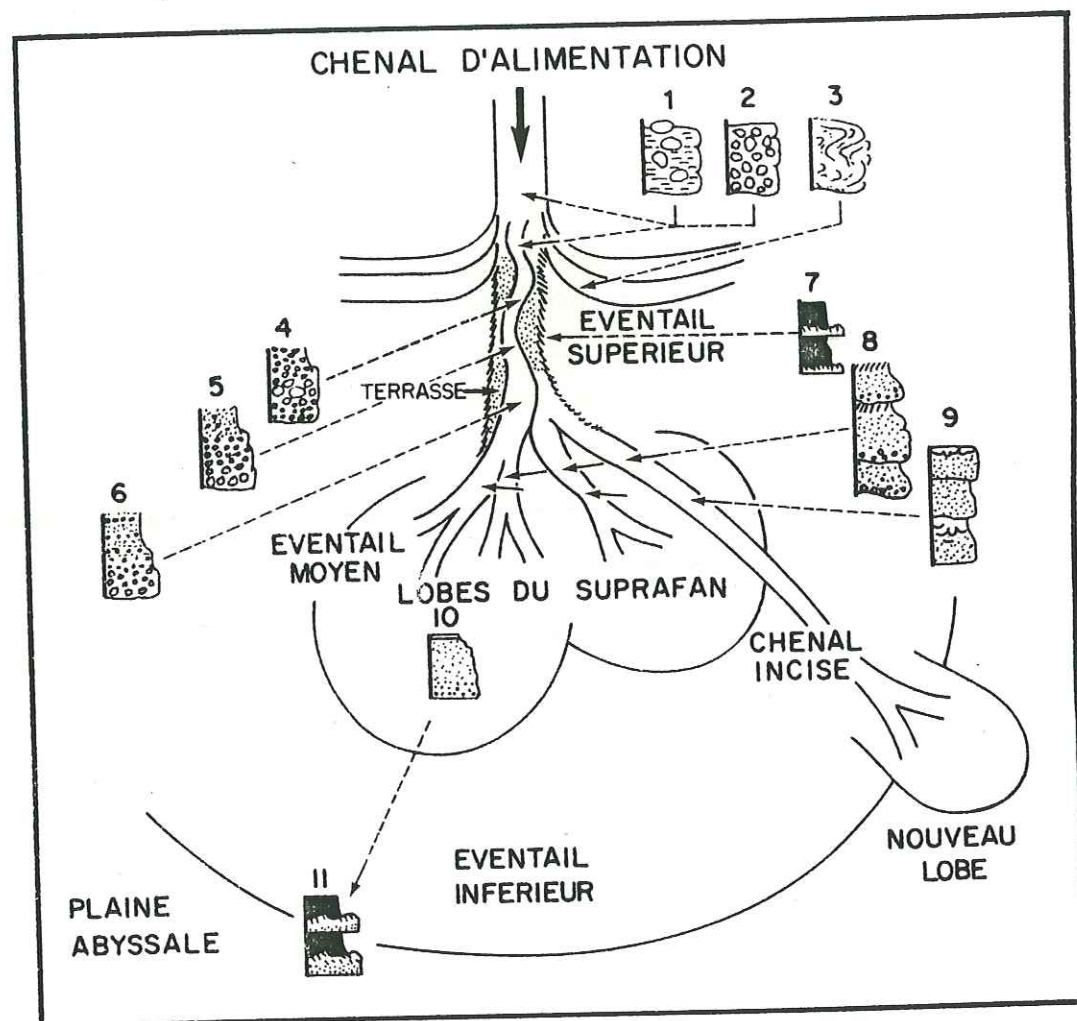 CHENAL D'ALIMENTATION
1 2 3
7
EVENTAIL
SUPERIEUR
4
8
5
TERRASSE
9
6
EVENTAIL
MOYEN
LOBES DU SUPRAFAN
10
CHENAL
INCISE
NOUVEAU
LOBE
EVENTAIL
INFERIEUR
11
PLAINE
ABYSSALE